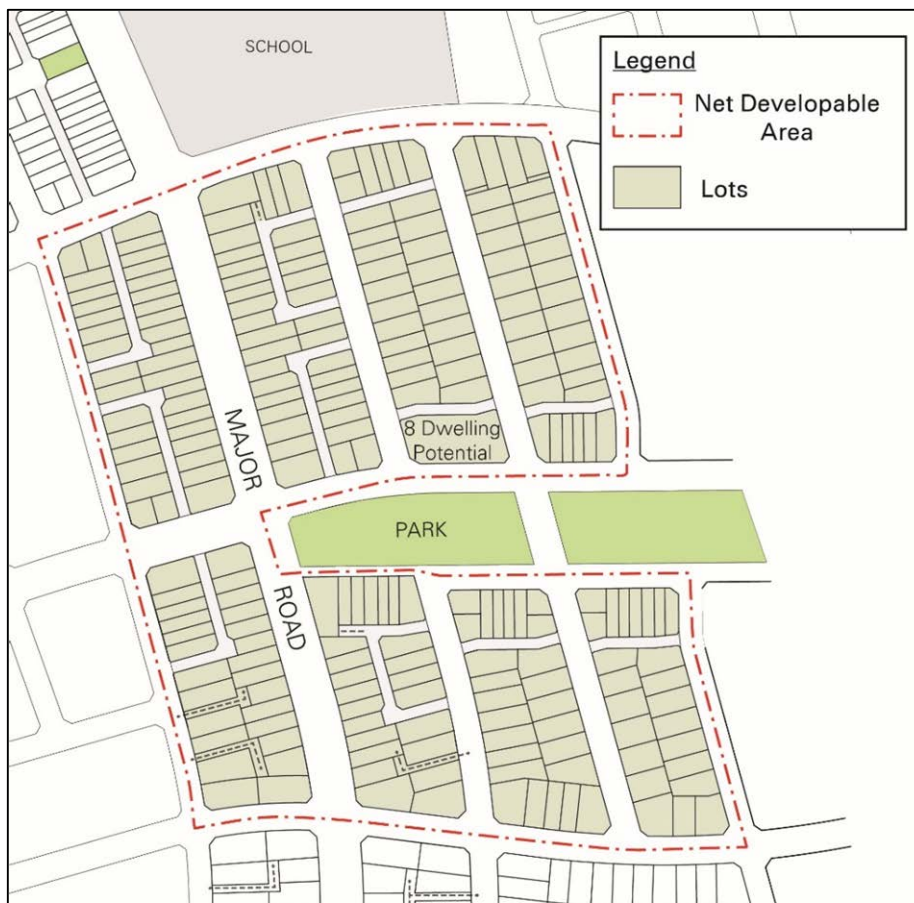 SCHOOL
Legend
Net Developable
Area
Lots
MAJOR
8 Dwelling
Potential
PARK
ROAD